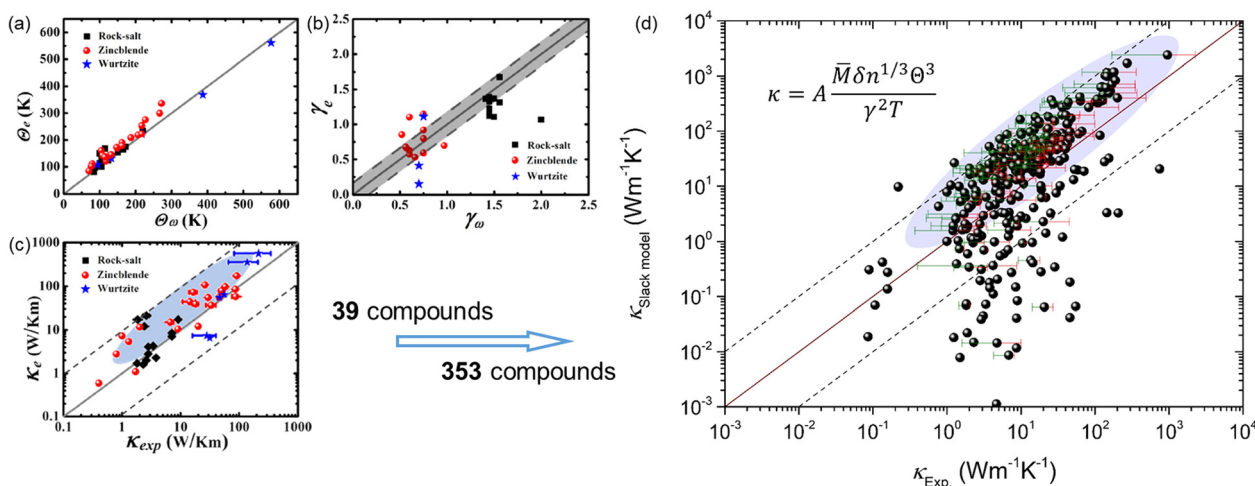 (a)
600
500
400
300
200
100
0
Θe (K)
Rock-salt
Zincblende
Wurtzite
0 100 200 300 400 500 600
Θω (K)
(b)
2.5
2.0
1.5
1.0
0.5
0.0
γe
Rock-salt
Zincblende
Wurtzite
0.0 0.5 1.0 1.5 2.0 2.5
γω
(c)
1000
100
10
1
0.1
κe (W/Km)
Rock-salt
Zincblende
Wurtzite
0.1 1 10 100 1000
κexp (W/Km)
39 compounds
353 compounds
(d)
κ = A M̄δn^1/3Θ^3 / γ^2T
10^4
10^3
10^2
10^1
10^0
10^-1
10^-2
10^-3
κSlack model (Wm^-1K^-1)
10^-3 10^-2 10^-1 10^0 10^1 10^2 10^3 10^4
κExp. (Wm^-1K^-1)